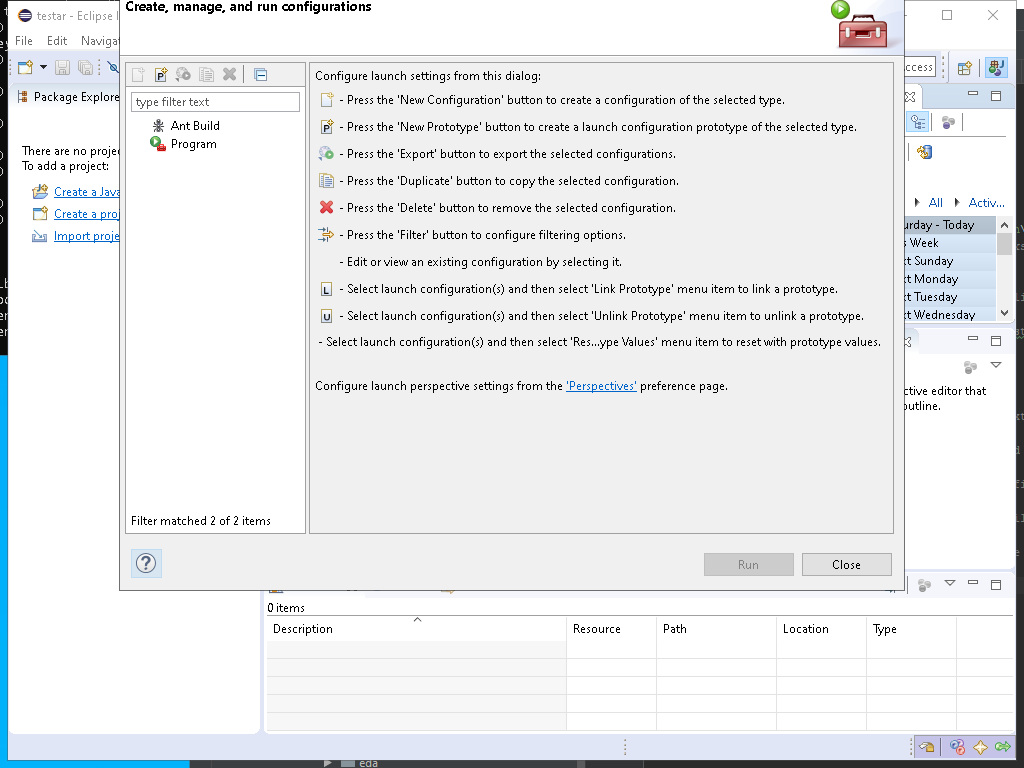 Create, manage, and run configurations
testar - Eclipse I
File Edit Naviga
Package Explore
type filter text
Ant Build
Program
Filter matched 2 of 2 items
There are no proje
To add a project:
Create a Java
Create a proj
Import proje
Configure launch settings from this dialog:
- Press the 'New Configuration' button to create a configuration of the selected type.
- Press the 'New Prototype' button to create a launch configuration prototype of the selected type.
- Press the 'Export' button to export the selected configurations.
- Press the 'Duplicate' button to copy the selected configuration.
- Press the 'Delete' button to remove the selected configuration.
- Press the 'Filter' button to configure filtering options.
- Edit or view an existing configuration by selecting it.
L - Select launch configuration(s) and then select 'Link Prototype' menu item to link a prototype.
U - Select launch configuration(s) and then select 'Unlink Prototype' menu item to unlink a prototype.
- Select launch configuration(s) and then select 'Res...ype Values' menu item to reset with prototype values.
Configure launch perspective settings from the 'Perspectives' preference page.
Run Close
ccess
All Activ...
urday - Today
s Week
xt Sunday
xt Monday
xt Tuesday
xt Wednesday
ctive editor that
outline.
0 items
Description Resource Path Location Type
eda